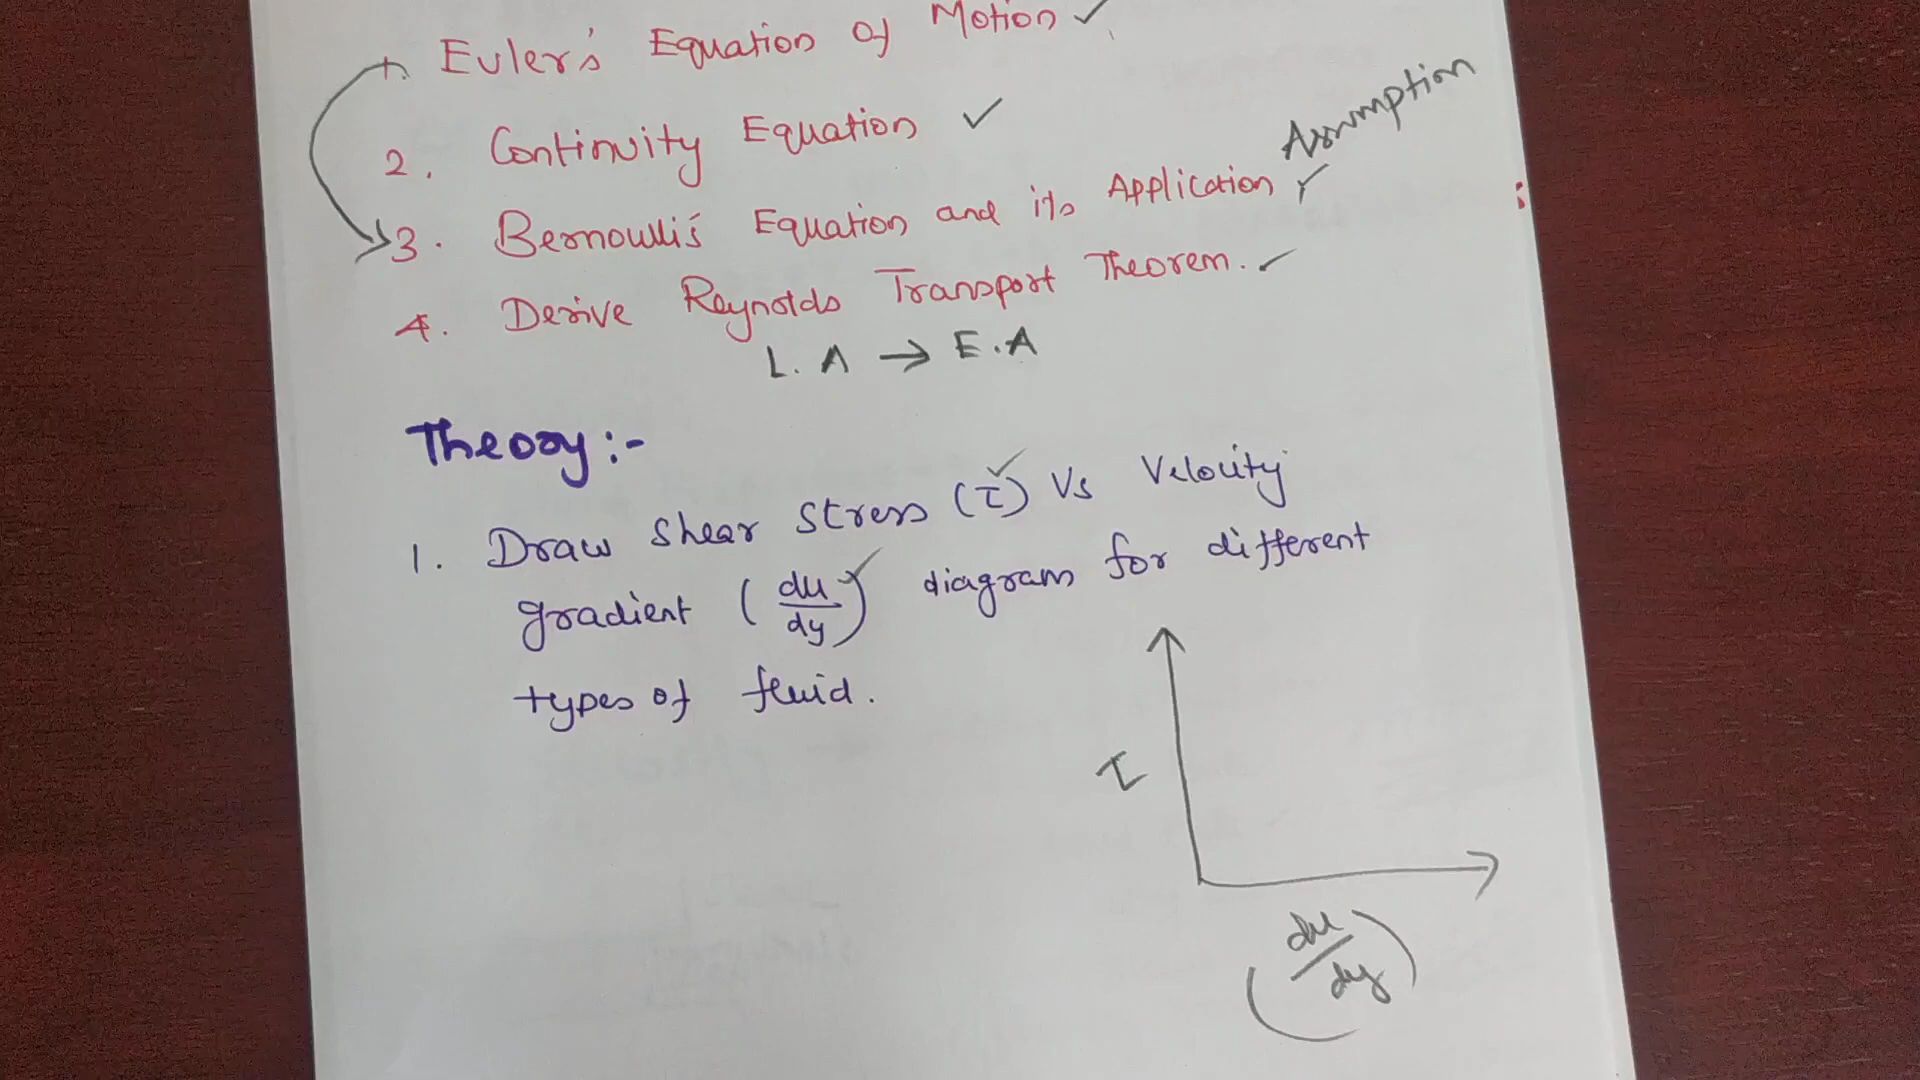 1. Euler's Equation of Motion ✓
2. Continuity Equation ✓
Assumption
3. Bernoulli's Equation and its Application ✓
4. Derive Reynolds Transport Theorem. ✓
L. A → E.A
Theory:-
1. Draw Shear Stress (τ) Vs Velocity
gradient (du/dy) diagram for different
types of fluid.
τ
(du/dy)